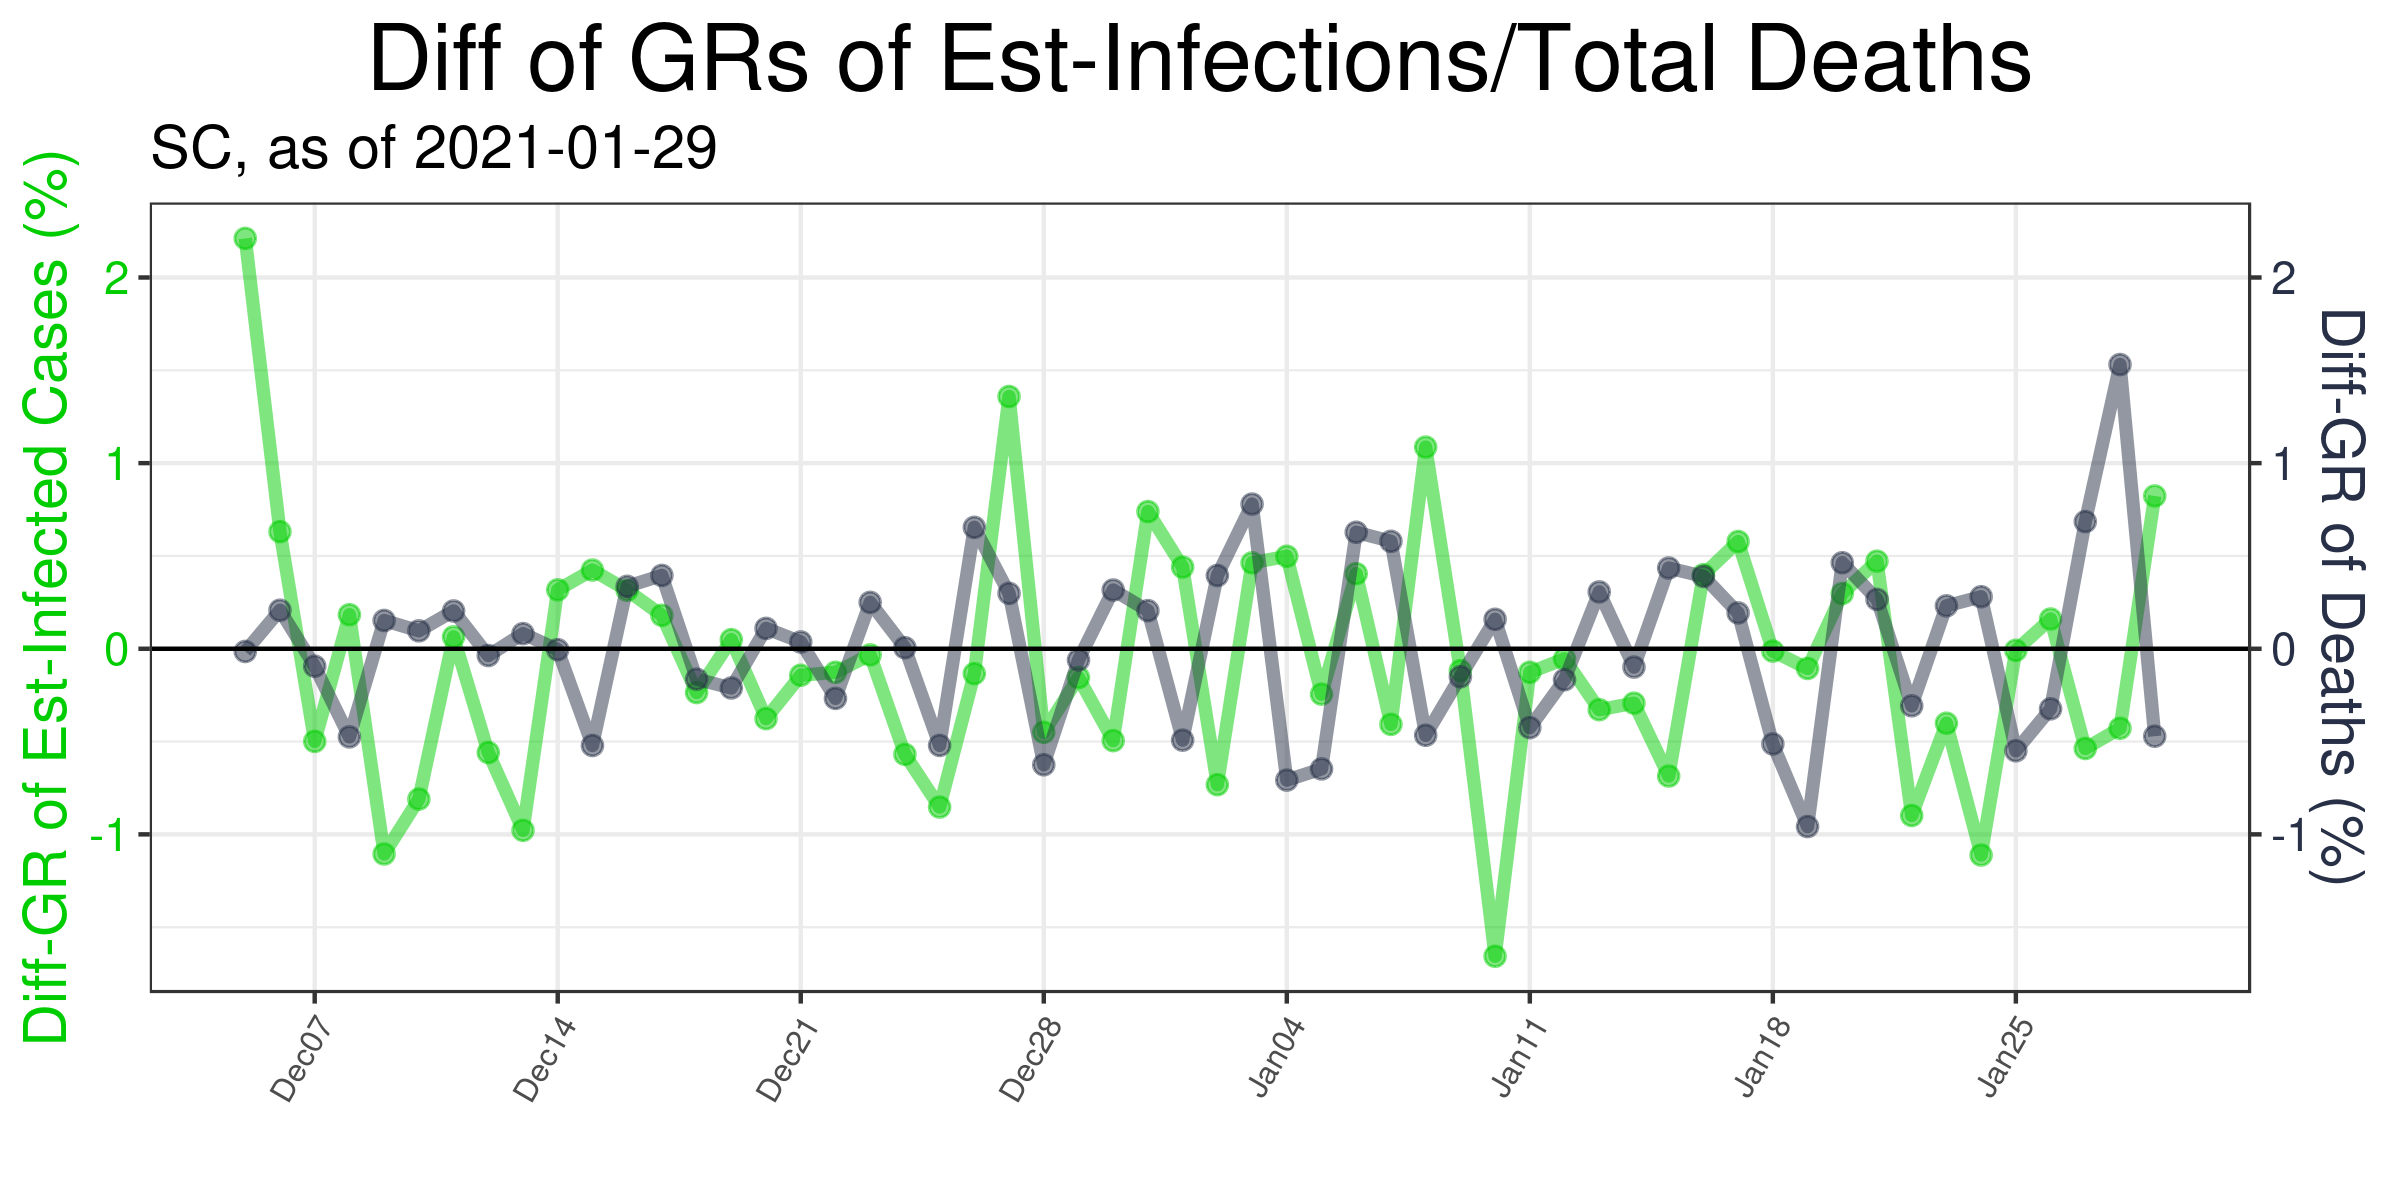 Diff of GRs of Est-Infections/Total Deaths
SC, as of 2021-01-29
Diff-GR of Est-Infected Cases (%)
2
1
0
-1
2
1
0
-1
Diff-GR of Deaths (%)
Dec07
Dec14
Dec21
Dec28
Jan04
Jan11
Jan18
Jan25